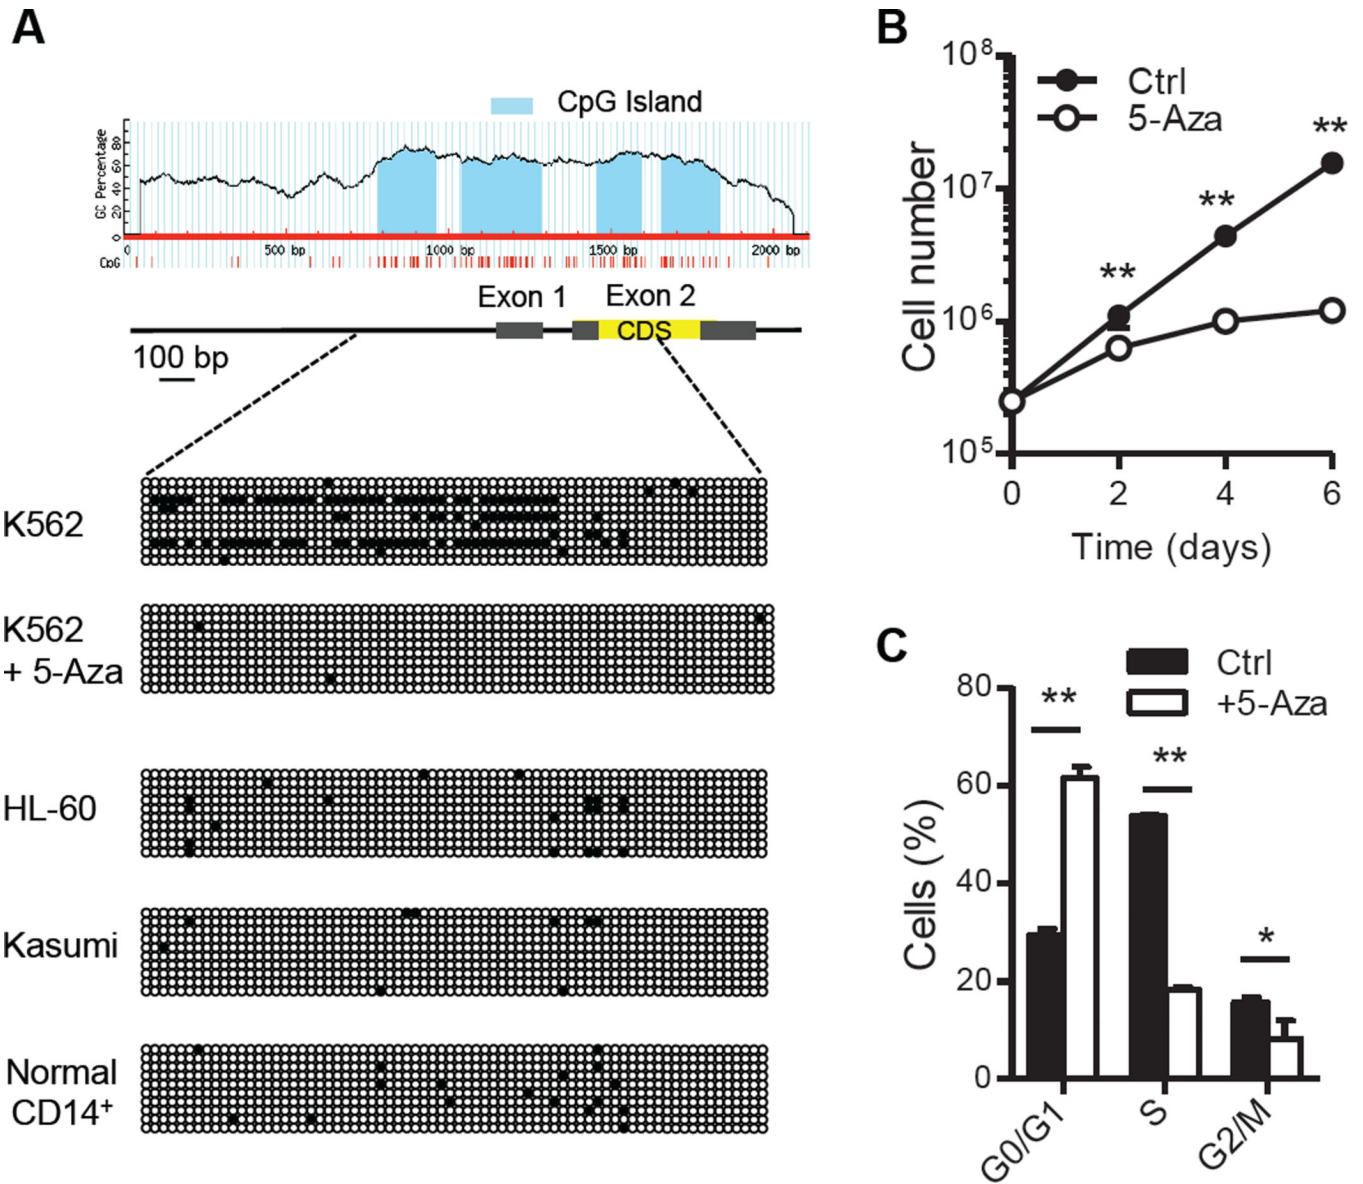 A
CpG Island
GC Percentage
80
60
40
20
0
0 500 bp 1000 bp 1500 bp 2000 bp
CpG
Exon 1 Exon 2
CDS
100 bp
K562
K562
+ 5-Aza
HL-60
Kasumi
Normal
CD14⁺
B
Ctrl
5-Aza
Cell number
10⁸
10⁷
10⁶
10⁵
**
**
**
0 2 4 6
Time (days)
C
Ctrl
+5-Aza
Cells (%)
80
60
40
20
0
**
**
*
G0/G1
S
G2/M